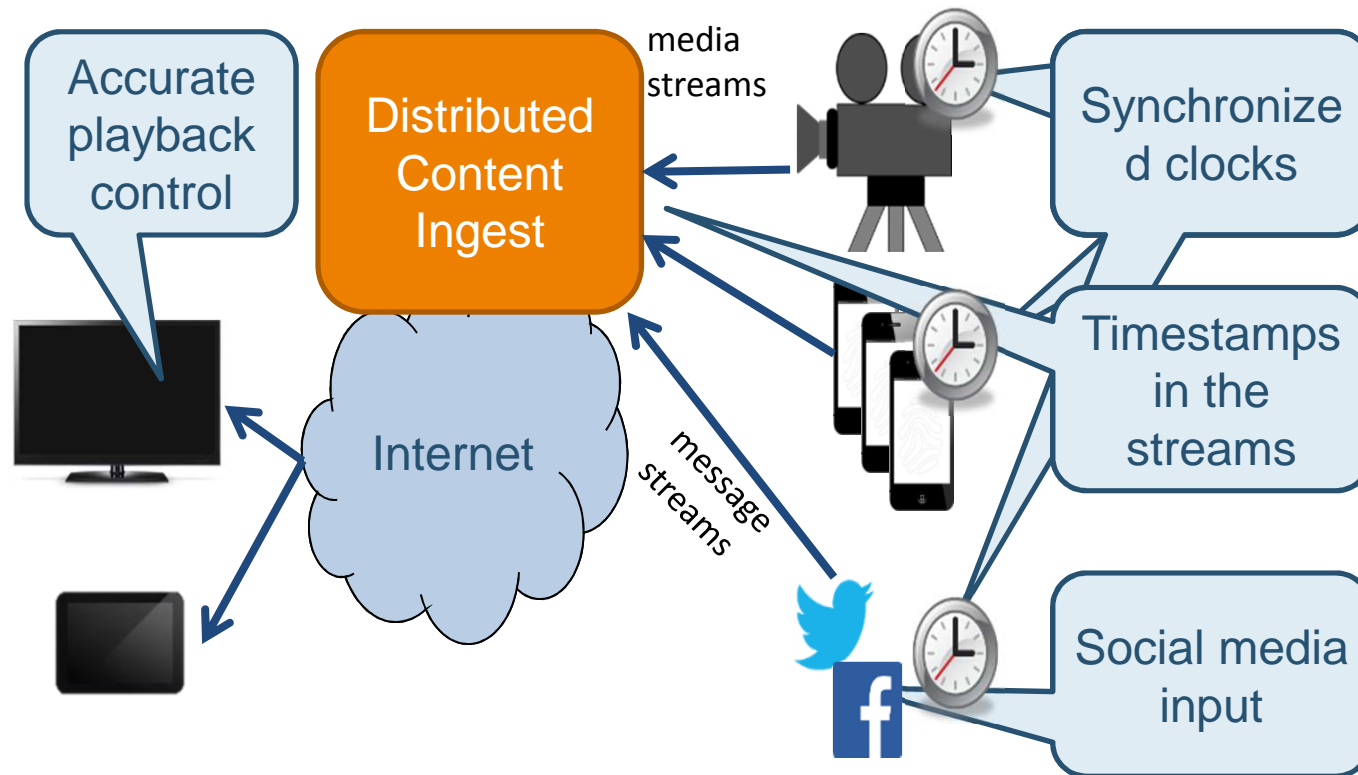 Accurate
playback
control
Distributed
Content
Ingest
media
streams
Synchronize
d clocks
Timestamps
in the
streams
Internet
message
streams
Social media
input
f